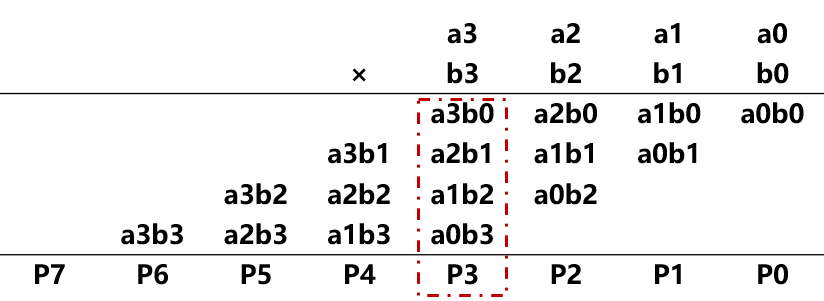 a3 a2 a1 a0
× b3 b2 b1 b0
a3b0 a2b0 a1b0 a0b0
a3b1 a2b1 a1b1 a0b1
a3b2 a2b2 a1b2 a0b2
a3b3 a2b3 a1b3 a0b3
P7 P6 P5 P4 P3 P2 P1 P0